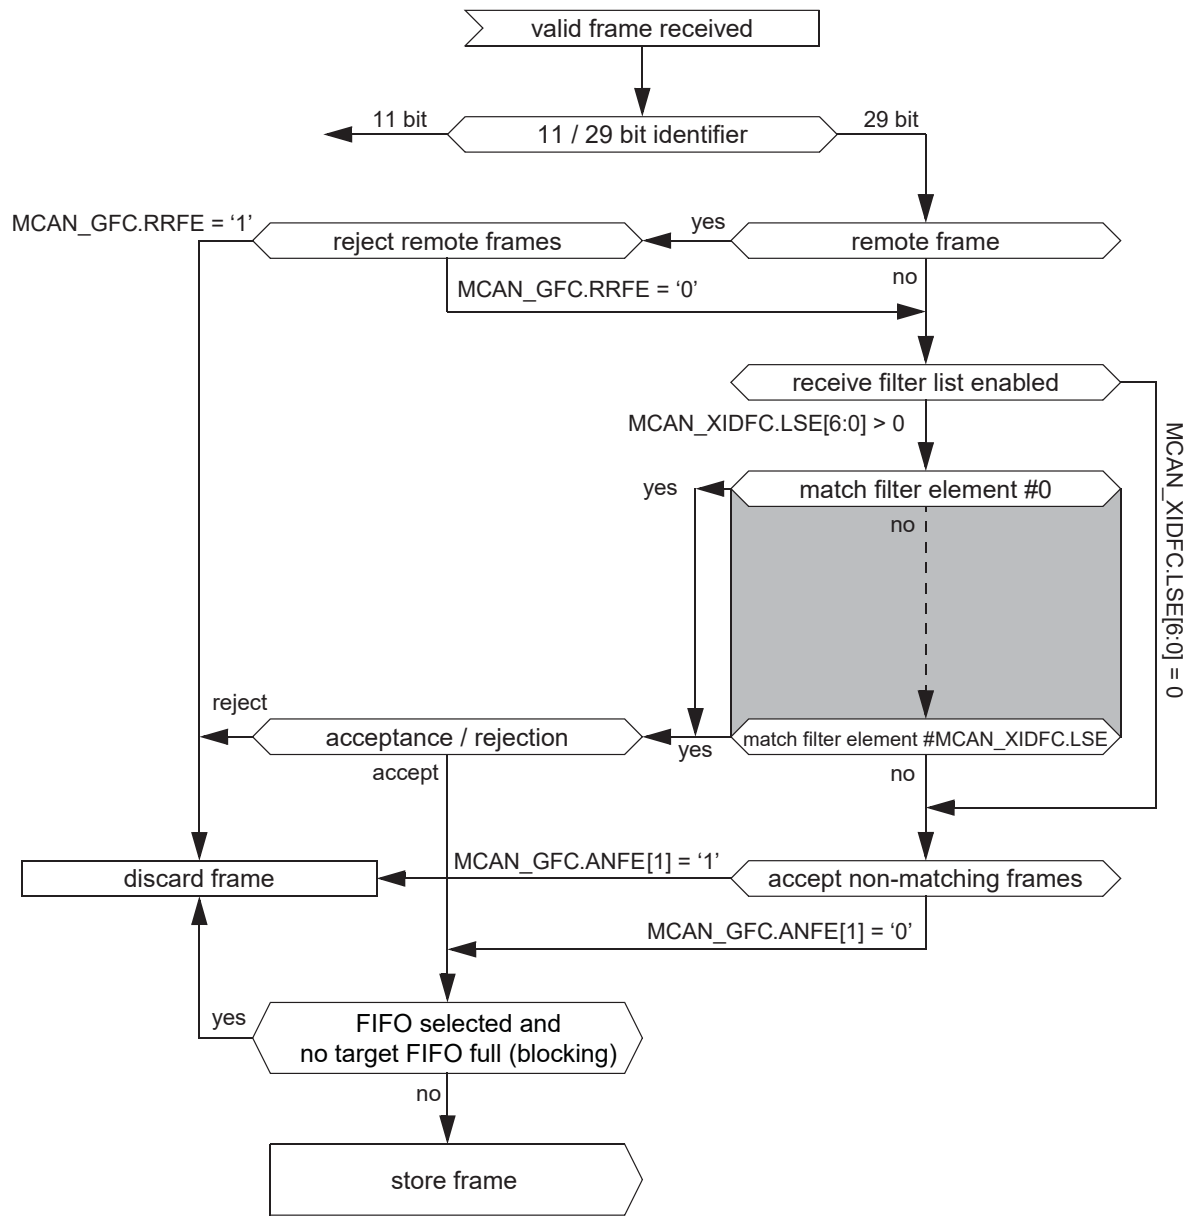 valid frame received
11 bit
11 / 29 bit identifier
29 bit
MCAN_GFC.RRFE = ‘1’
reject remote frames
yes
remote frame
no
MCAN_GFC.RRFE = ‘0’
receive filter list enabled
MCAN_XIDFC.LSE[6:0] > 0
MCAN_XIDFC.LSE[6:0] = 0
yes
match filter element #0
no
reject
acceptance / rejection
yes
match filter element #MCAN_XIDFC.LSE
accept
no
discard frame
MCAN_GFC.ANFE[1] = ‘1’
accept non-matching frames
MCAN_GFC.ANFE[1] = ‘0’
yes
FIFO selected and
no target FIFO full (blocking)
no
store frame